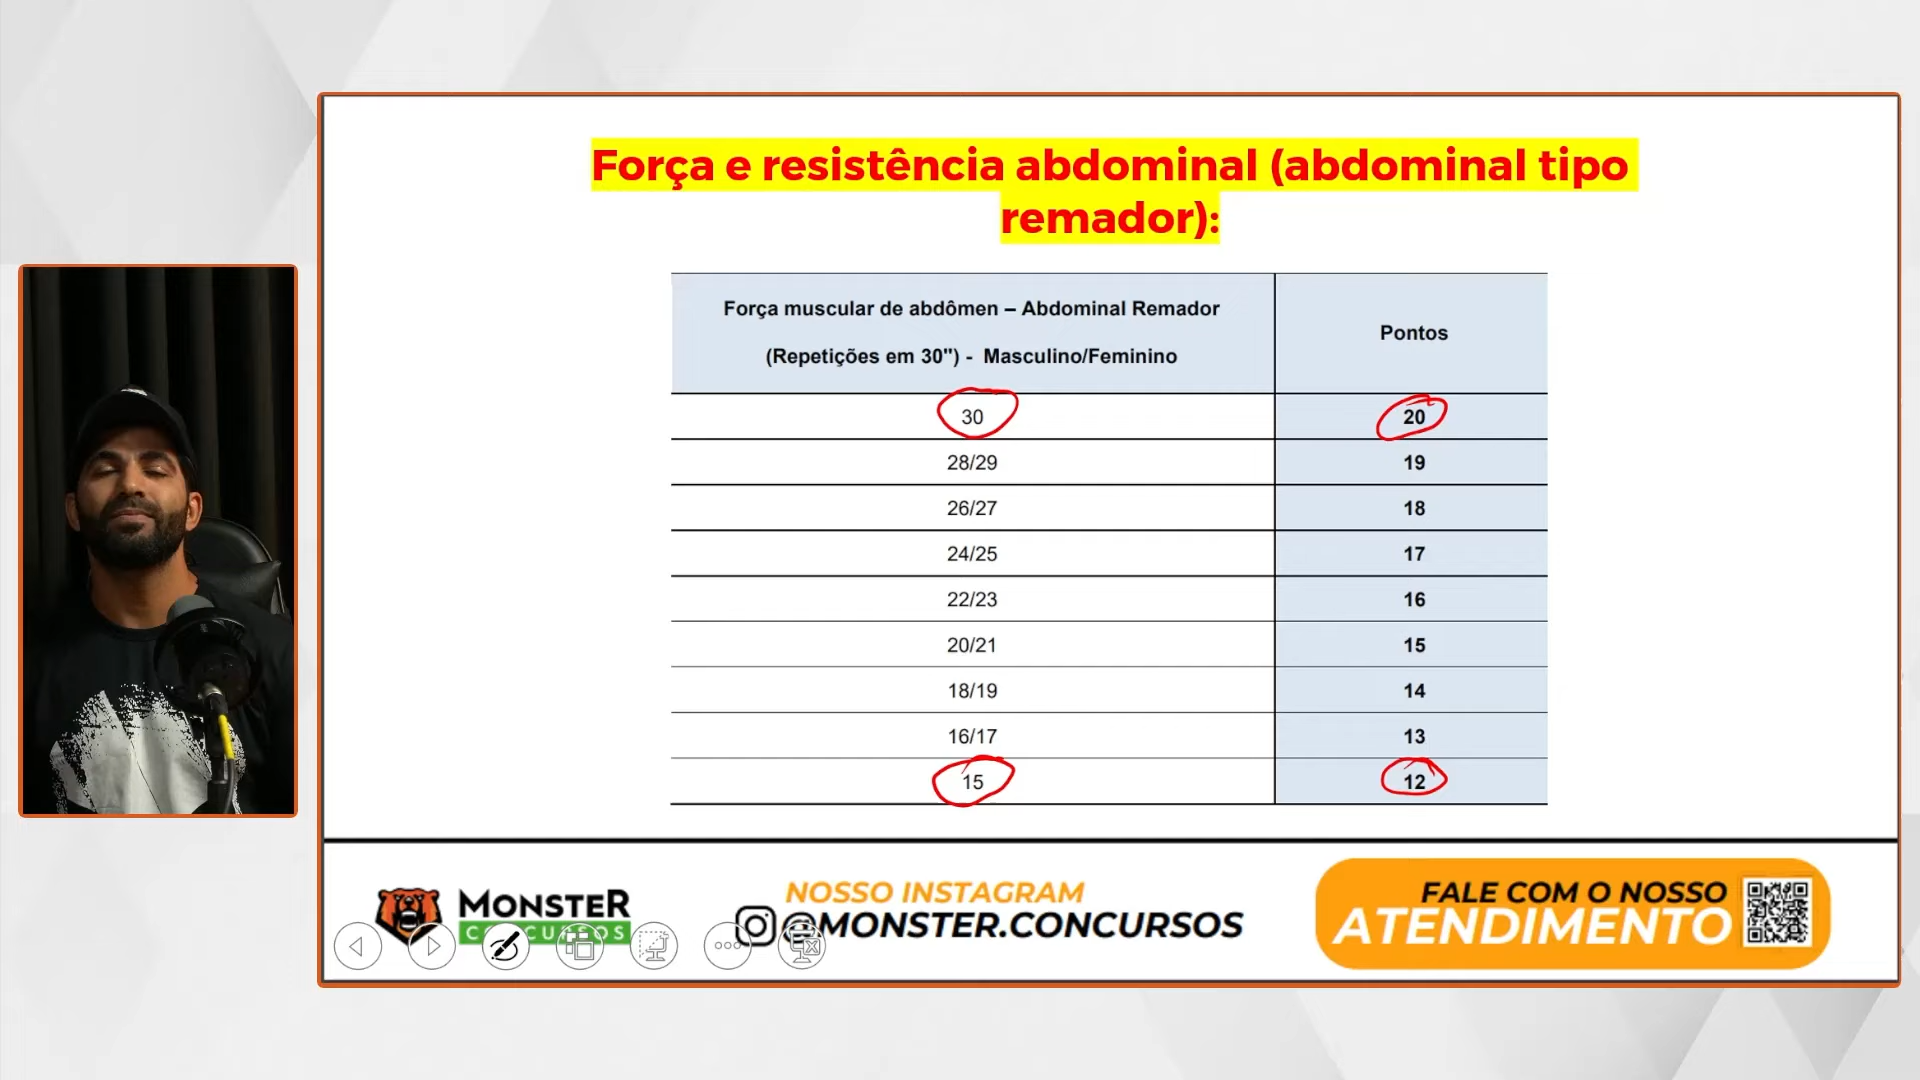 Força e resistência abdominal (abdominal tipo
remador):
Força muscular de abdômen – Abdominal Remador
(Repetições em 30") - Masculino/Feminino
Pontos
30
20
28/29
19
26/27
18
24/25
17
22/23
16
20/21
15
18/19
14
16/17
13
15
12
MONSTER
CONCURSOS
NOSSO INSTAGRAM
@MONSTER.CONCURSOS
FALE COM O NOSSO
ATENDIMENTO